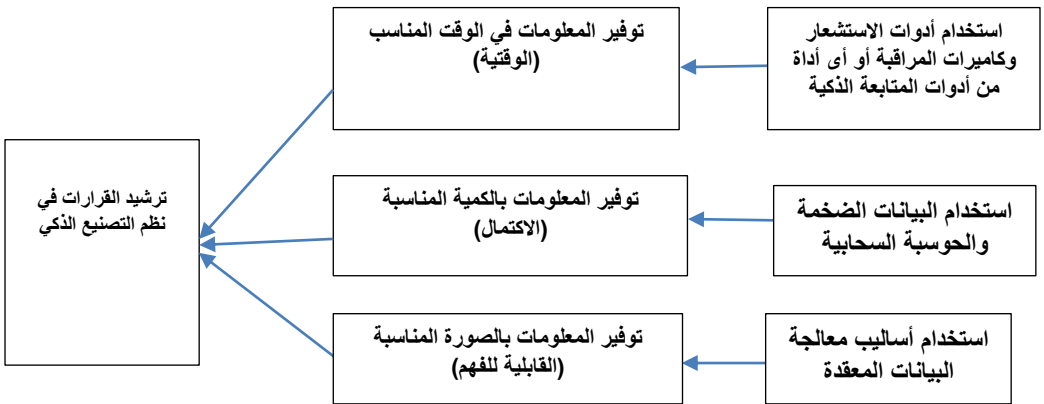 استخدام أدوات الاستشعار
وكاميرات المراقبة أو أى أداة
من أدوات المتابعة الذكية
توفير المعلومات في الوقت المناسب
(الوقتية)
استخدام البيانات الضخمة
والحوسبة السحابية
توفير المعلومات بالكمية المناسبة
(الاكتمال)
استخدام أساليب معالجة
البيانات المعقدة
توفير المعلومات بالصورة المناسبة
(القابلية للفهم)
ترشيد القرارات في
نظم التصنيع الذكي